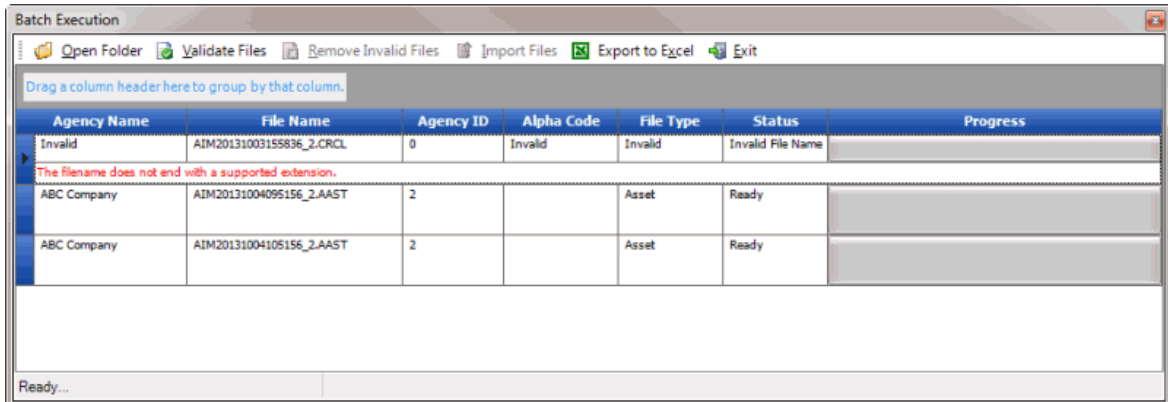 Batch Execution
Open Folder Validate Files Remove Invalid Files Import Files Export to Excel Exit
Drag a column header here to group by that column.
Agency Name File Name Agency ID Alpha Code File Type Status Progress
Invalid AIM20131003155836_2.CRCL 0 Invalid Invalid Invalid File Name
The filename does not end with a supported extension.
ABC Company AIM20131004095156_2.AAST 2 Asset Ready
ABC Company AIM20131004105156_2.AAST 2 Asset Ready
Ready...